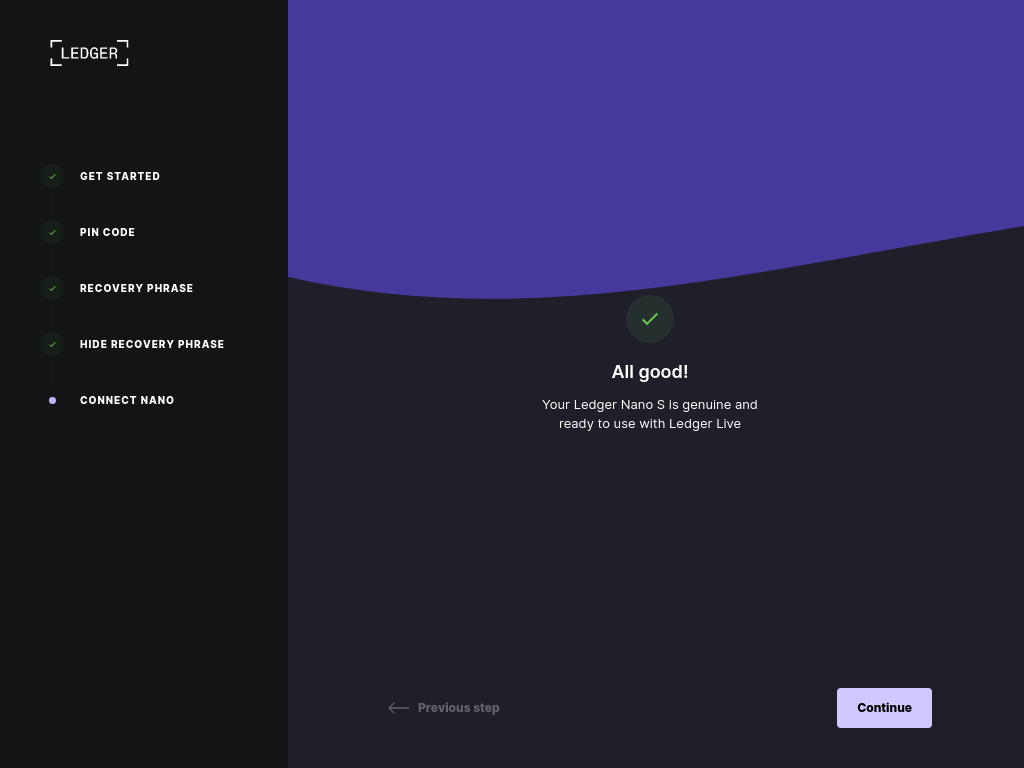 LEDGER
GET STARTED
PIN CODE
RECOVERY PHRASE
HIDE RECOVERY PHRASE
CONNECT NANO
All good!
Your Ledger Nano S is genuine and
ready to use with Ledger Live
Previous step
Continue